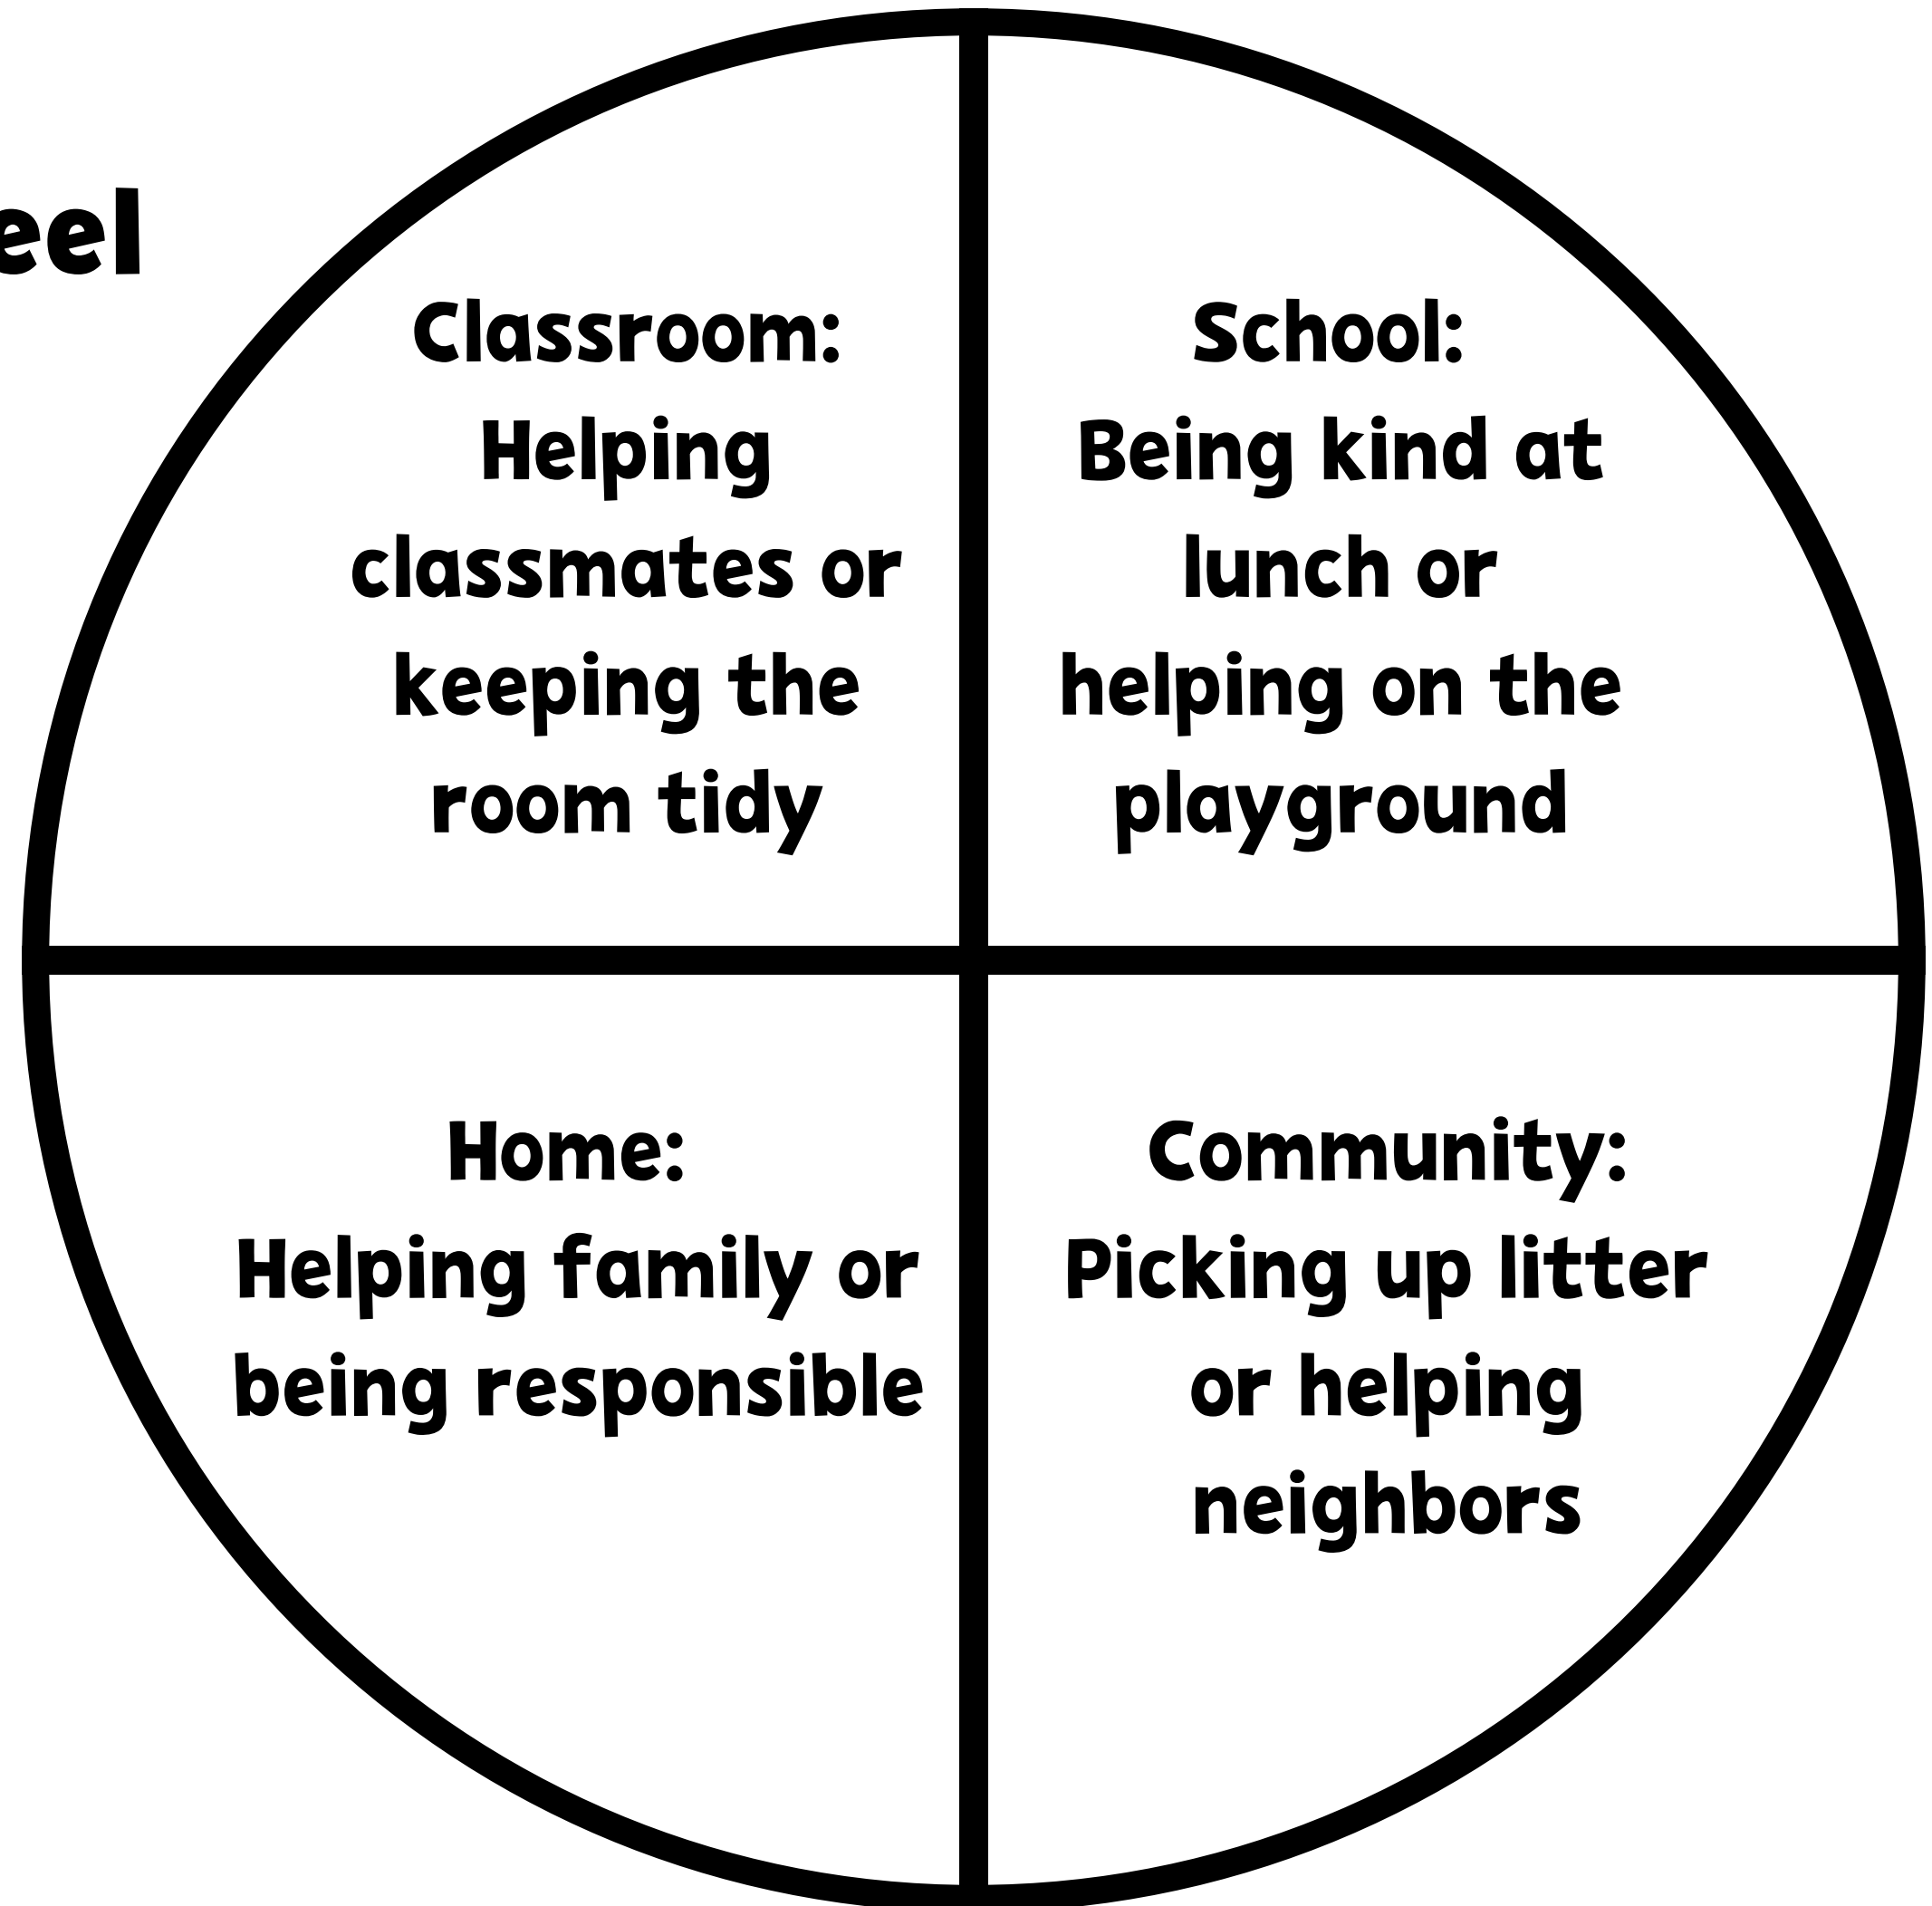 Classroom:
Helping
classmates or
keeping the
room tidy
School:
Being kind at
lunch or
helping on the
playground
Home:
Helping family or
being responsible
Community:
Picking up litter
or helping
neighbors